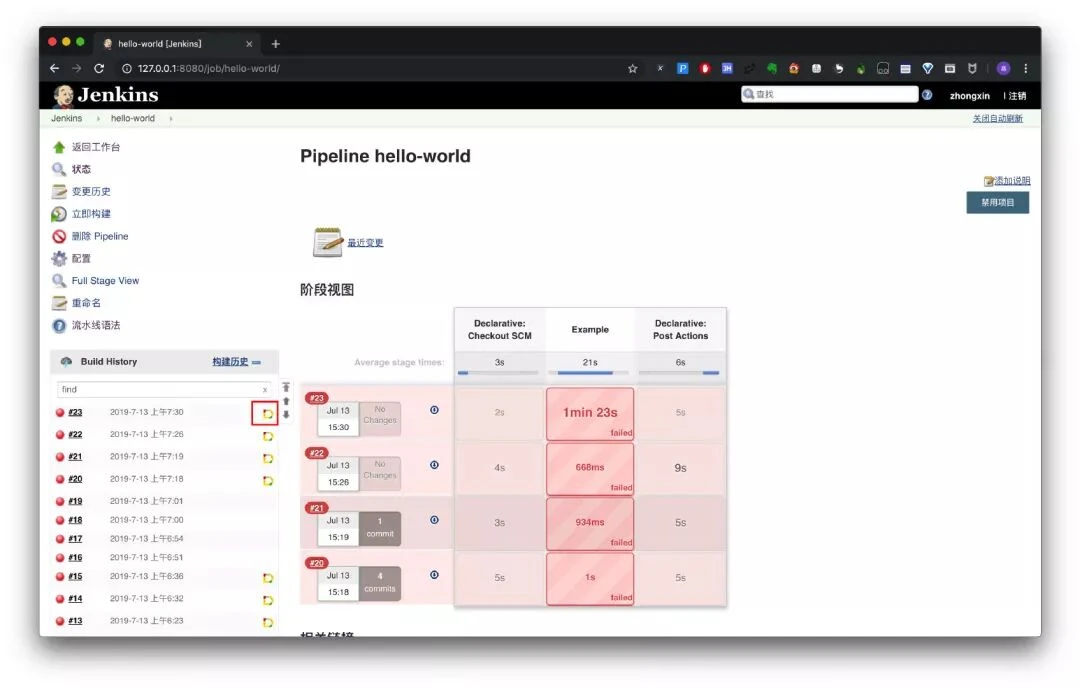 hello-world [Jenkins]
127.0.0.1:8080/job/hello-world/
Jenkins
查找
zhongxin
注销
Jenkins
hello-world
关闭自动刷新
返回工作台
状态
变更历史
立即构建
删除 Pipeline
配置
Full Stage View
重命名
流水线语法
Build History
构建历史
find
x
#23
2019-7-13 上午7:30
#22
2019-7-13 上午7:26
#21
2019-7-13 上午7:19
#20
2019-7-13 上午7:18
#19
2019-7-13 上午7:01
#18
2019-7-13 上午7:00
#17
2019-7-13 上午6:54
#16
2019-7-13 上午6:51
#15
2019-7-13 上午6:36
#14
2019-7-13 上午6:32
#13
2019-7-13 上午6:23
Pipeline hello-world
添加说明
禁用项目
最近变更
阶段视图
Declarative:
Checkout SCM
Example
Declarative:
Post Actions
Average stage times:
3s
21s
6s
#23
Jul 13
15:30
No
Changes
2s
1min 23s
failed
5s
#22
Jul 13
15:26
No
Changes
4s
668ms
failed
9s
#21
Jul 13
15:19
1
commit
3s
934ms
failed
5s
#20
Jul 13
15:18
4
commits
5s
1s
failed
5s
相关链接